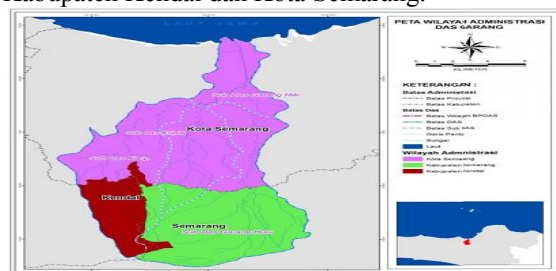 Kabupaten Kendal dan Kota Semarang.
LAUT JAWA
PETA WILAYAH ADMINISTRASI
DAS GARANG
KILOMETER
KETERANGAN :
Batas Administrasi
Batas Provinsi
Batas Kabupaten
Batas Das
Batas Wilayah BPDAS
Batas DAS
Batas Sub DAS
Garis Pantai
Sungai
Laut
Wilayah Administrasi
Kota Semarang
Kabupaten Semarang
Kabupaten Kendal
Kota Semarang
Kendal
Semarang